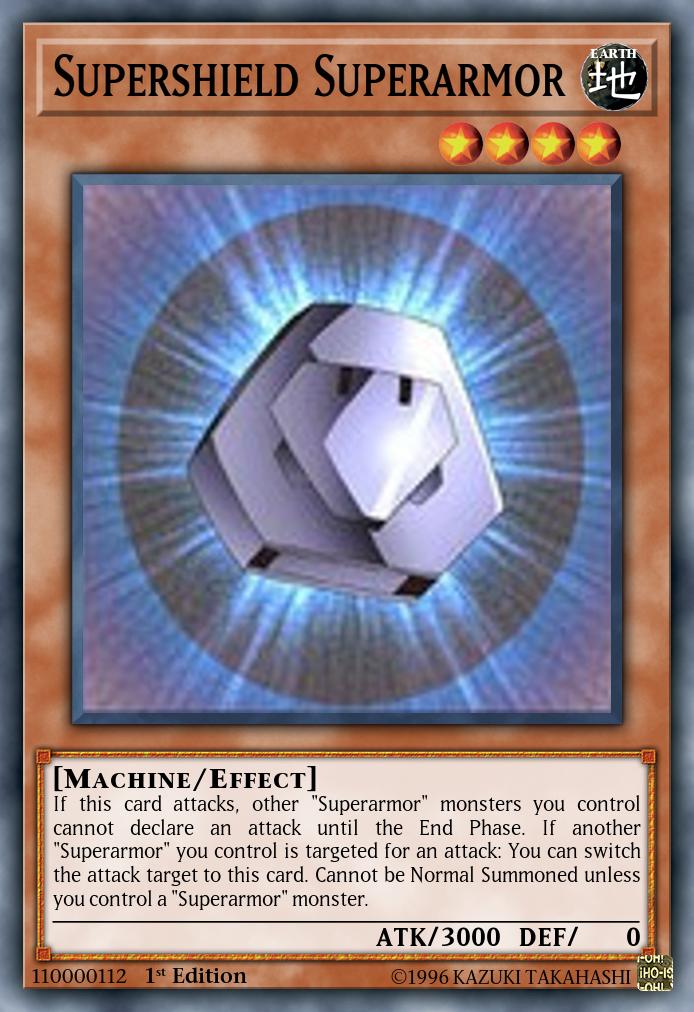 Supershield Superarmor
EARTH
地
[Machine/Effect]
If this card attacks, other "Superarmor" monsters you control
cannot declare an attack until the End Phase. If another
"Superarmor" you control is targeted for an attack: You can switch
the attack target to this card. Cannot be Normal Summoned unless
you control a "Superarmor" monster.
ATK/3000 DEF/ 0
110000112 1st Edition ©1996 KAZUKI TAKAHASHI